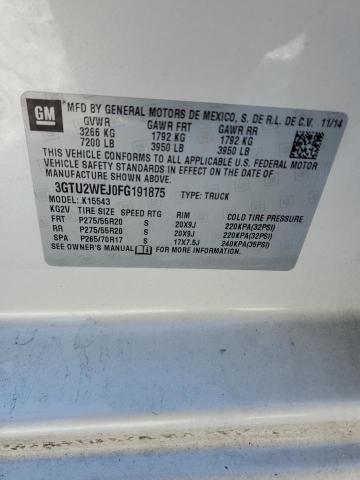 GM
MFD BY GENERAL MOTORS DE MEXICO, S. DE R.L. DE C.V. 11/14
GVWR GAWR FRT GAWR RR
3266 KG 1792 KG 1792 KG
7200 LB 3950 LB 3950 LB
THIS VEHICLE CONFORMS TO ALL APPLICABLE U.S. FEDERAL MOTOR
VEHICLE SAFETY STANDARDS IN EFFECT ON THE DATE OF
MANUFACTURE SHOWN ABOVE.
3GTU2WEJ0FG191875 TYPE: TRUCK
MODEL: K15543
KG2V TIRE SIZE SPEED RTG RIM COLD TIRE PRESSURE
FRT P275/55R20 S 20X9J 220KPA(32PSI)
RR P275/55R20 S 20X9J 220KPA(32PSI)
SPA P265/70R17 S 17X7.5J 240KPA(35PSI)
SEE OWNER'S MANUAL FOR ADDITIONAL INFORMATION.